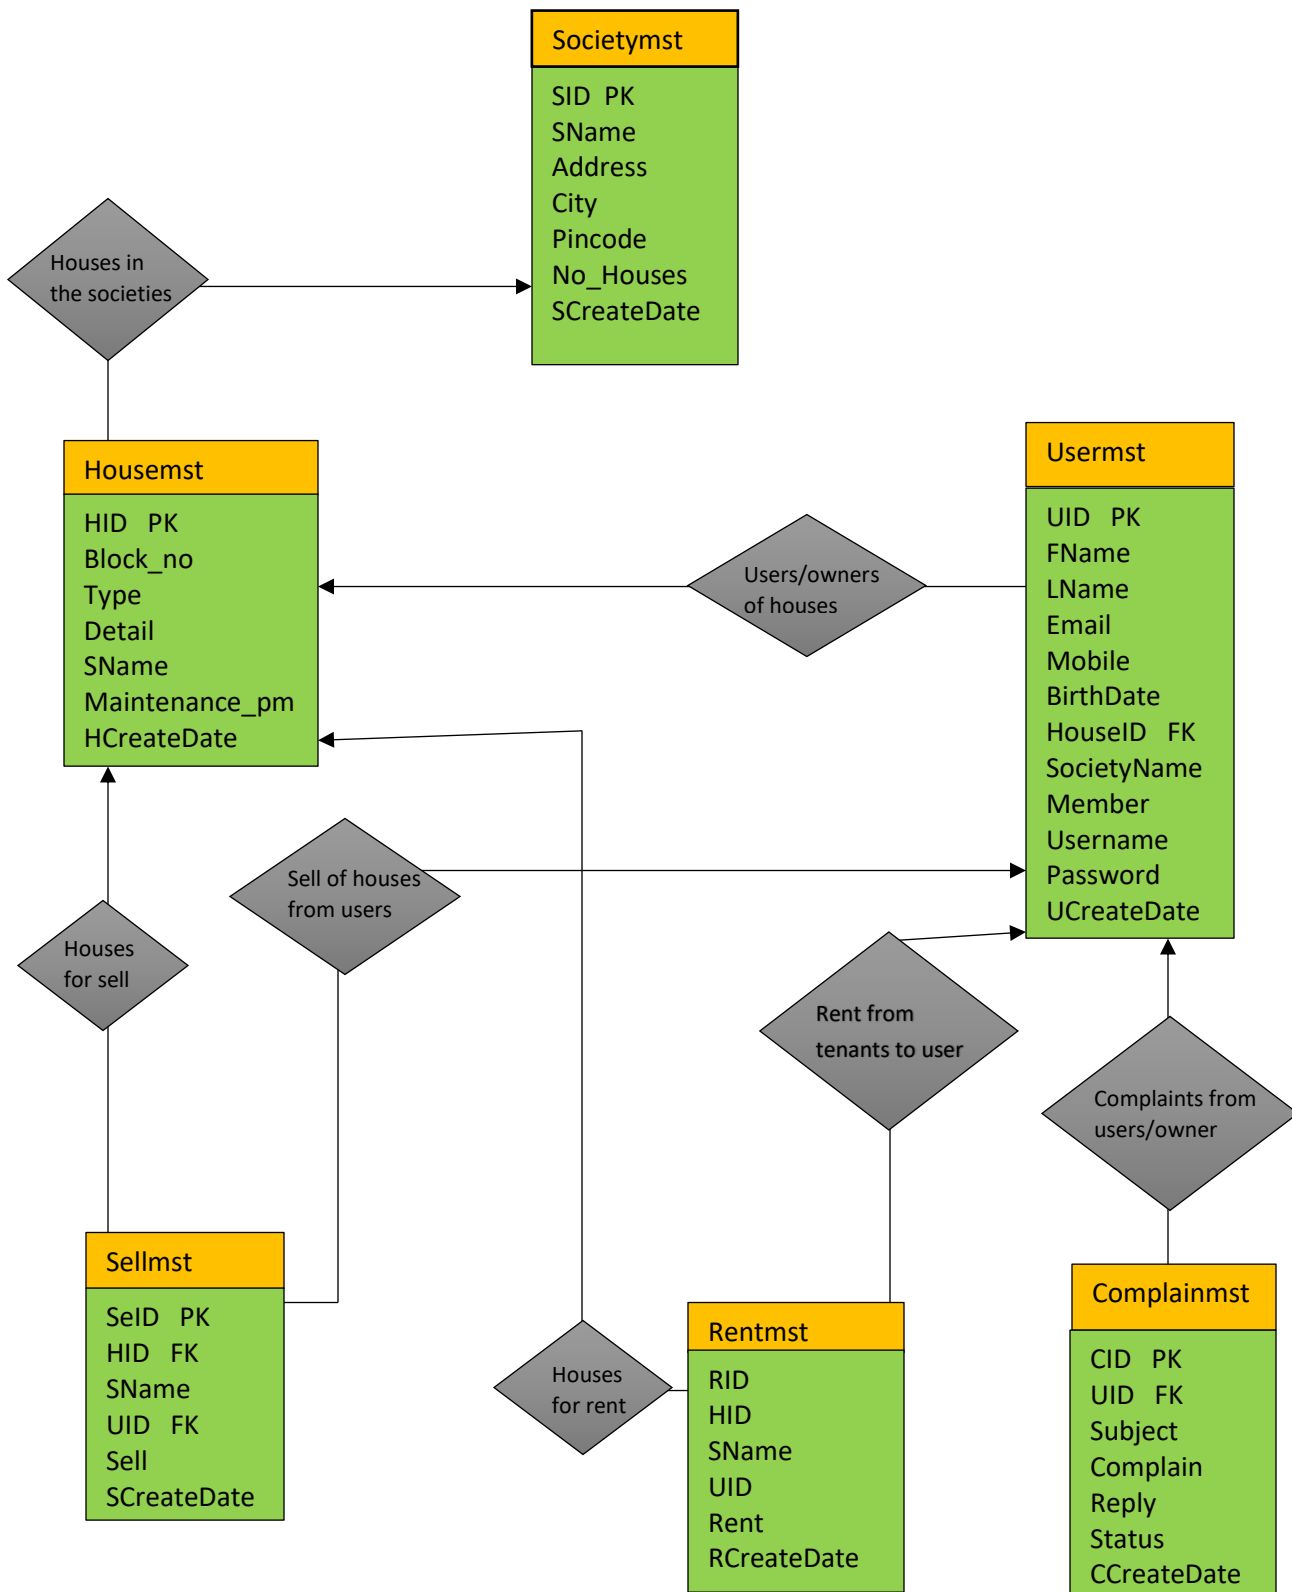 Societymst
SID PK
SName
Address
City
Pincode
No_Houses
SCreateDate
Houses in
the societies
Housemst
HID PK
Block_no
Type
Detail
SName
Maintenance_pm
HCreateDate
Users/owners
of houses
Usermst
UID PK
FName
LName
Email
Mobile
BirthDate
HouseID FK
SocietyName
Member
Username
Password
UCreateDate
Sell of houses
from users
Houses
for sell
Rent from
tenants to user
Complaints from
users/owner
Sellmst
SeID PK
HID FK
SName
UID FK
Sell
SCreateDate
Houses
for rent
Rentmst
RID
HID
SName
UID
Rent
RCreateDate
Complainmst
CID PK
UID FK
Subject
Complain
Reply
Status
CCreateDate